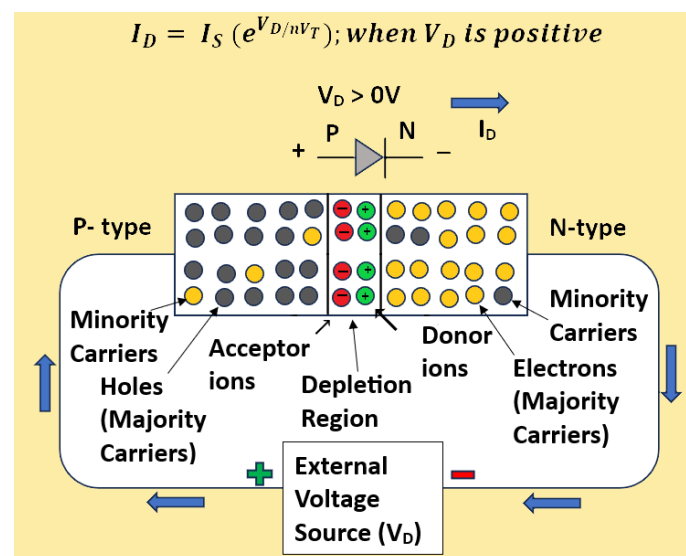 I_D = I_S (e^{V_D/nV_T}); when V_D is positive
V_D > 0V
+ P N − I_D
P- type
N-type
Minority
Carriers
Holes
(Majority
Carriers)
Acceptor
ions
Depletion
Region
Donor
ions
Electrons
(Majority
Carriers)
Minority
Carriers
External
Voltage
Source (V_D)